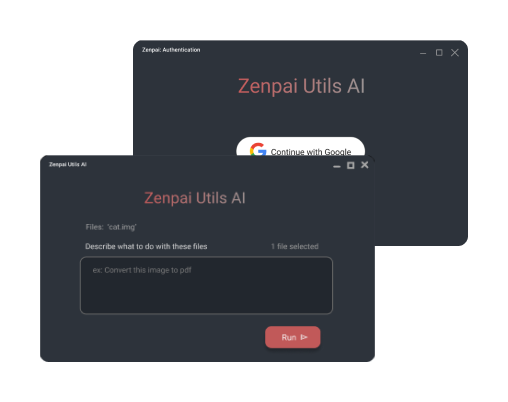 Zenpai: Authentication
Zenpai Utils AI
Continue with Google
Zenpai Utils AI
Zenpai Utils AI
Files: 'cat.img'
Describe what to do with these files 1 file selected
ex: Convert this image to pdf
Run